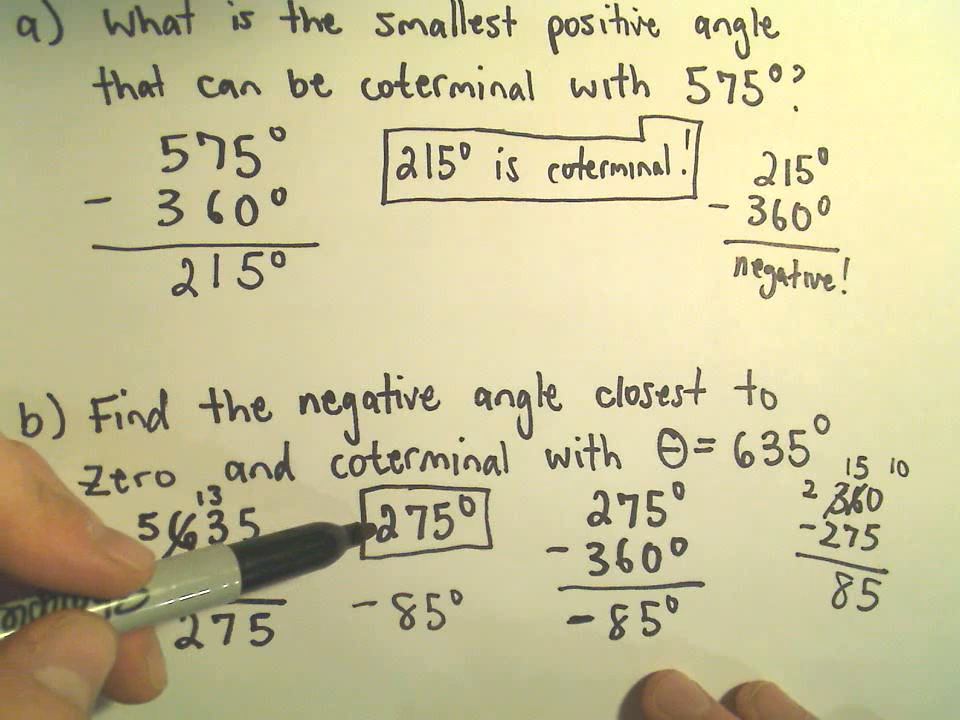 a) What is the smallest positive angle
that can be coterminal with 575°?
575°
- 360°
215°
215° is coterminal!
215°
- 360°
negative!
b) Find the negative angle closest to
zero and coterminal with θ = 635°
13
5 635
275
275°
-85°
275°
- 360°
-85°
15 10
2 360
- 275
85